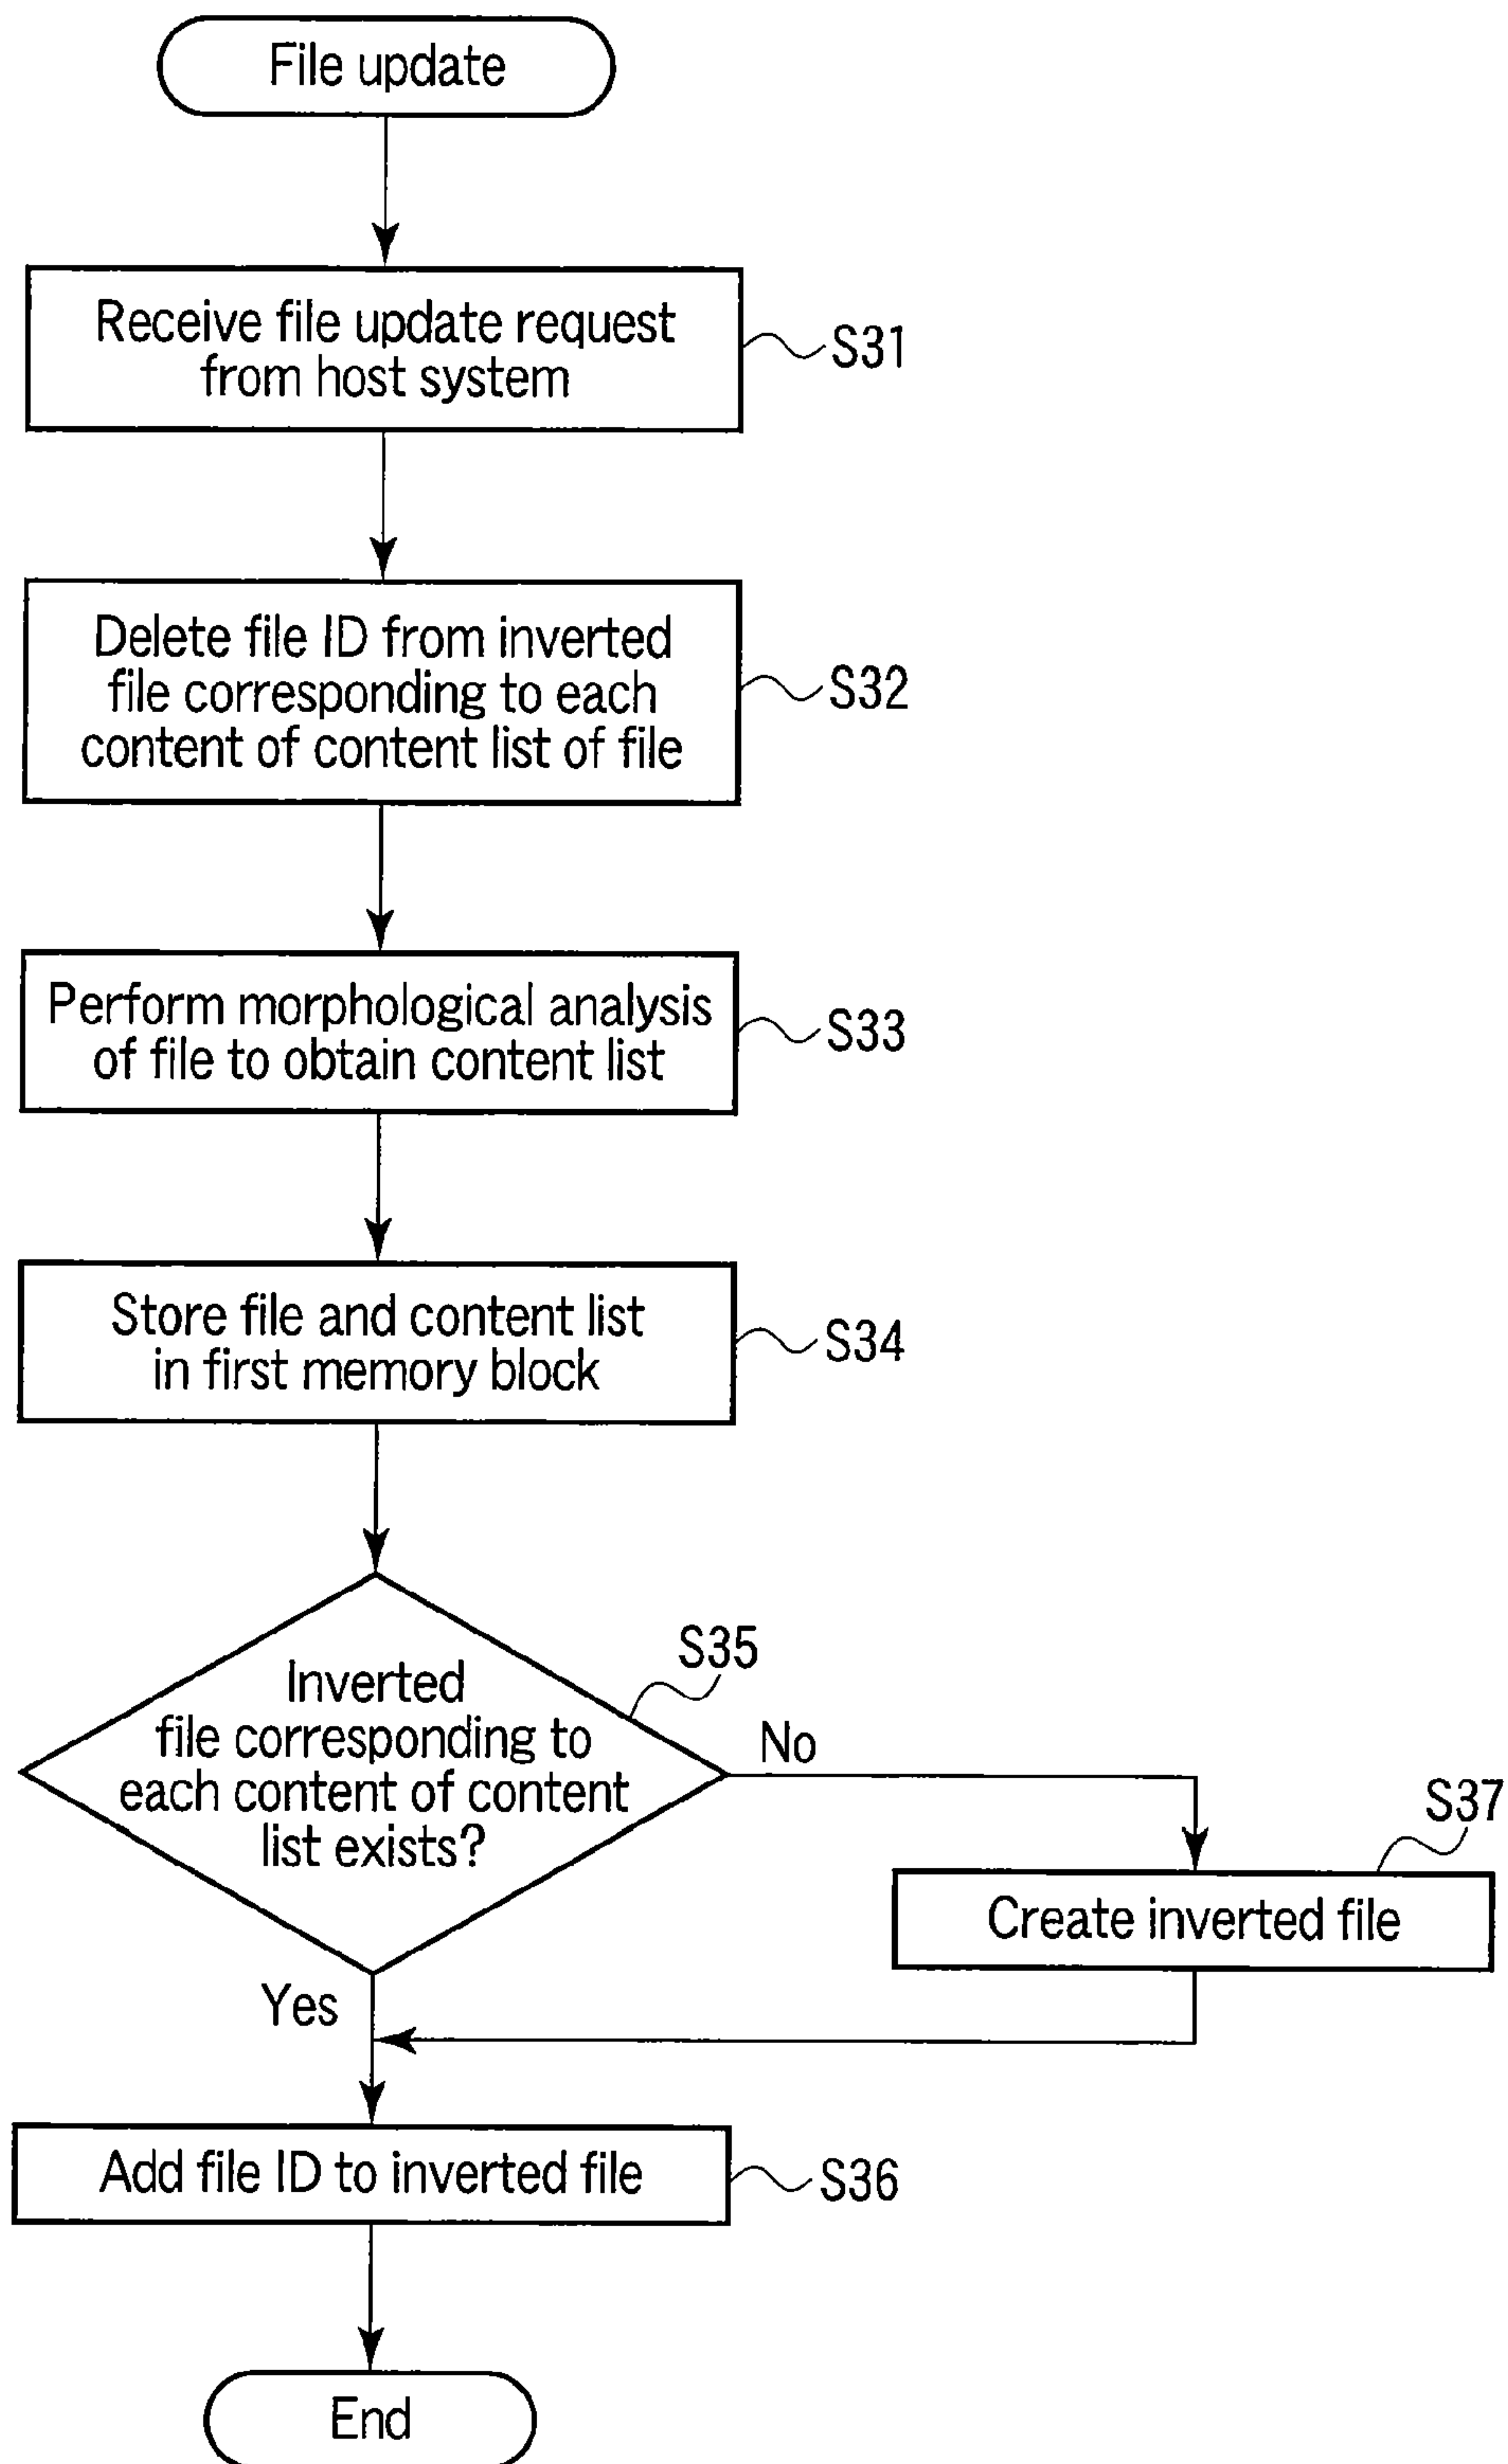 File update
Receive file update request
from host system
S31
Delete file ID from inverted
file corresponding to each
content of content list of file
S32
Perform morphological analysis
of file to obtain content list
S33
Store file and content list
in first memory block
S34
S35
Inverted
file corresponding to
each content of content
list exists?
No
S37
Create inverted file
Yes
Add file ID to inverted file
S36
End